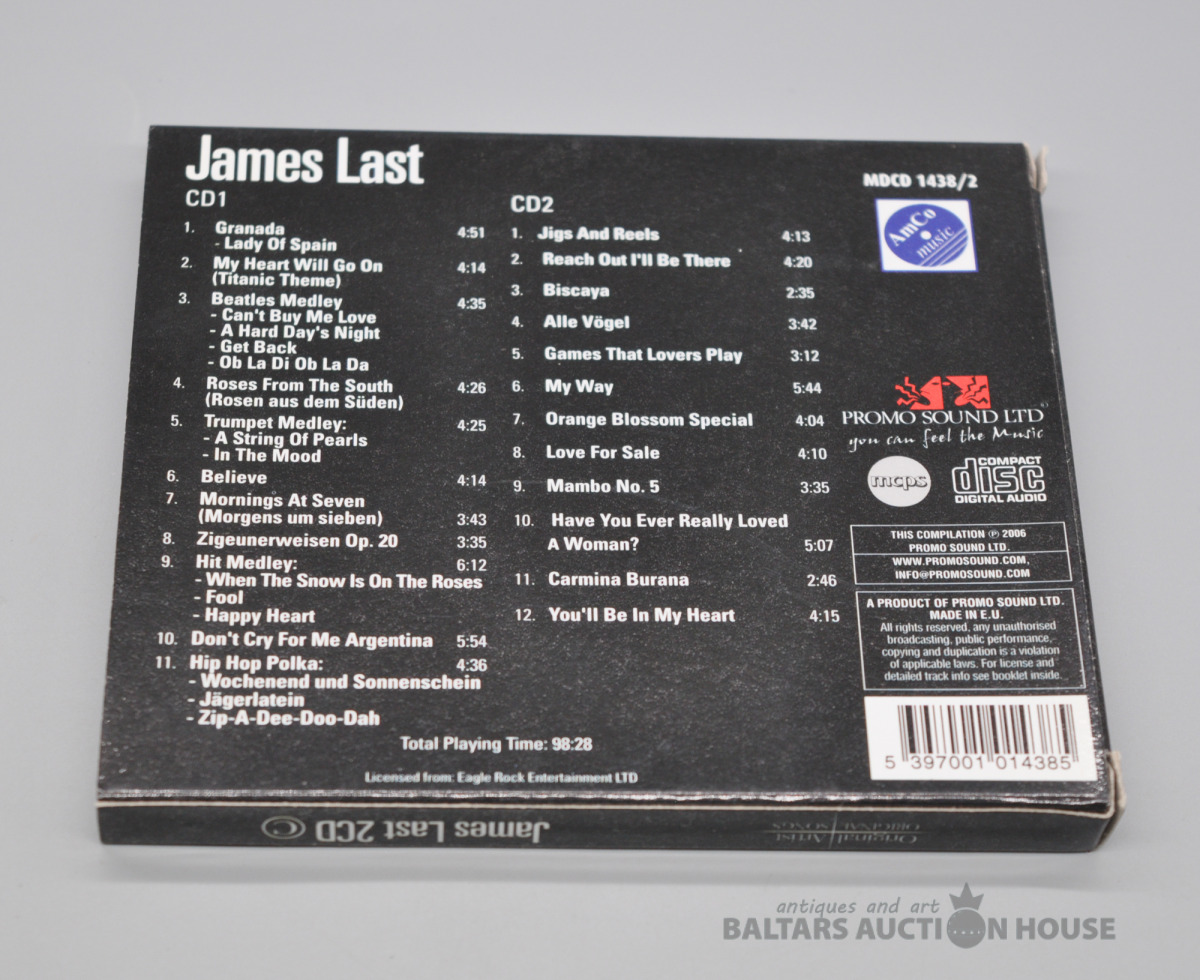 James Last
CD1
1. Granada 4:51
- Lady Of Spain
2. My Heart Will Go On 4:14
(Titanic Theme)
3. Beatles Medley 4:35
- Can't Buy Me Love
- A Hard Day's Night
- Get Back
- Ob La Di Ob La Da
4. Roses From The South 4:26
(Rosen aus dem Süden)
5. Trumpet Medley: 4:25
- A String Of Pearls
- In The Mood
6. Believe 4:14
7. Mornings At Seven
(Morgens um sieben) 3:43
8. Zigeunerweisen Op. 20 3:35
9. Hit Medley: 6:12
- When The Snow Is On The Roses
- Fool
- Happy Heart
10. Don't Cry For Me Argentina 5:54
11. Hip Hop Polka: 4:36
- Wochenend und Sonnenschein
- Jägerlatein
- Zip-A-Dee-Doo-Dah
CD2
1. Jigs And Reels 4:13
2. Reach Out I'll Be There 4:20
3. Biscaya 2:35
4. Alle Vögel 3:42
5. Games That Lovers Play 3:12
6. My Way 5:44
7. Orange Blossom Special 4:04
8. Love For Sale 4:10
9. Mambo No. 5 3:35
10. Have You Ever Really Loved
A Woman? 5:07
11. Carmina Burana 2:46
12. You'll Be In My Heart 4:15
Total Playing Time: 98:28
Licensed from: Eagle Rock Entertainment LTD
MDCD 1438/2
AmCo
music
PROMO SOUND LTD
you can feel the Music
mcps
COMPACT
disc
DIGITAL AUDIO
THIS COMPILATION ℗ 2006
PROMO SOUND LTD.
WWW.PROMOSOUND.COM,
INFO@PROMOSOUND.COM
A PRODUCT OF PROMO SOUND LTD.
MADE IN E.U.
All rights reserved, any unauthorised
broadcasting, public performance,
copying and duplication is a violation
of applicable laws. For license and
detailed track info see booklet inside.
5 397001 014385
Original Artist
ORIGINAL SONGS
James Last 2CD ©
antiques and art
BALTARS AUCTION HOUSE